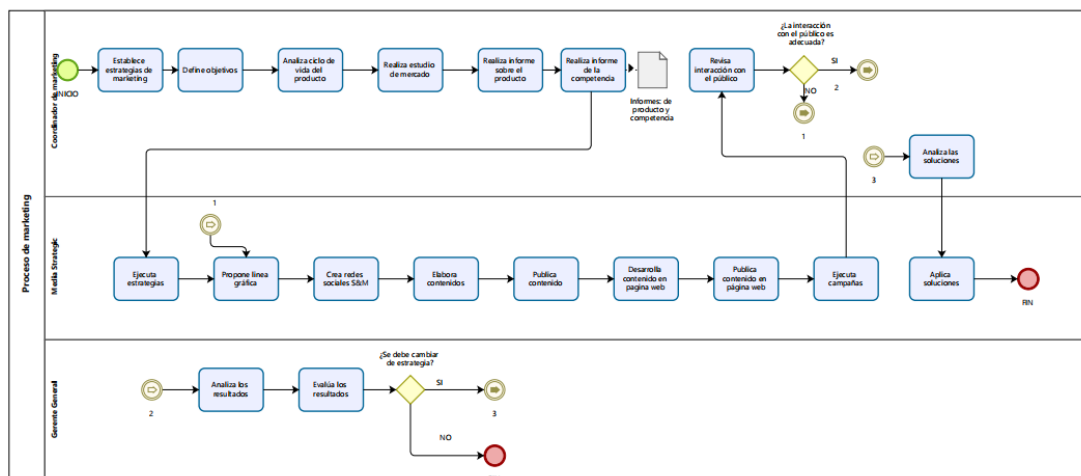 Proceso de marketing
Coordinador de marketing
INICIO
Establece
estrategias de
marketing
Define objetivos
Analiza ciclo de
vida del
producto
Realiza estudio
de mercado
Realiza informe
sobre el
producto
Realiza informe
de la
competencia
Informes: de
producto y
competencia
Revisa
interacción con
el público
¿La interacción
con el público es
adecuada?
SI
2
NO
1
3
Analiza las
soluciones
Media Strategic
1
Ejecuta
estrategias
Propone línea
gráfica
Crea redes
sociales S&M
Elabora
contenidos
Publica
contenido
Desarrolla
contenido en
pagina web
Publica
contenido en
página web
Ejecuta
campañas
Aplica
soluciones
FIN
Gerente General
2
Analiza los
resultados
Evalúa los
resultados
¿Se debe cambiar
de estrategia?
SI
3
NO